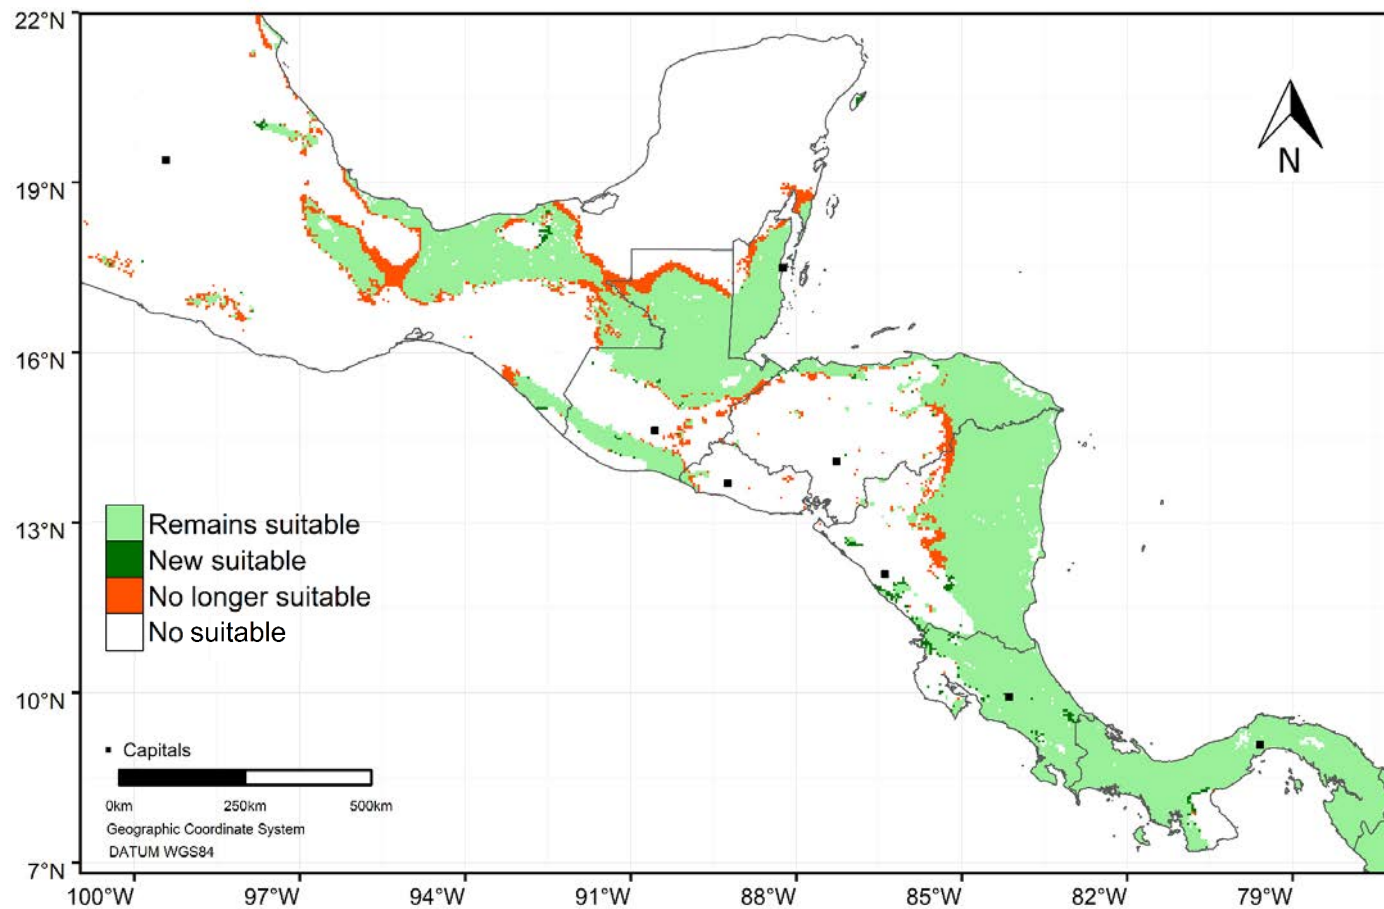 22°N
19°N
16°N
13°N
10°N
7°N
N
Remains suitable
New suitable
No longer suitable
No suitable
Capitals
0km 250km 500km
Geographic Coordinate System
DATUM WGS84
100°W 97°W 94°W 91°W 88°W 85°W 82°W 79°W